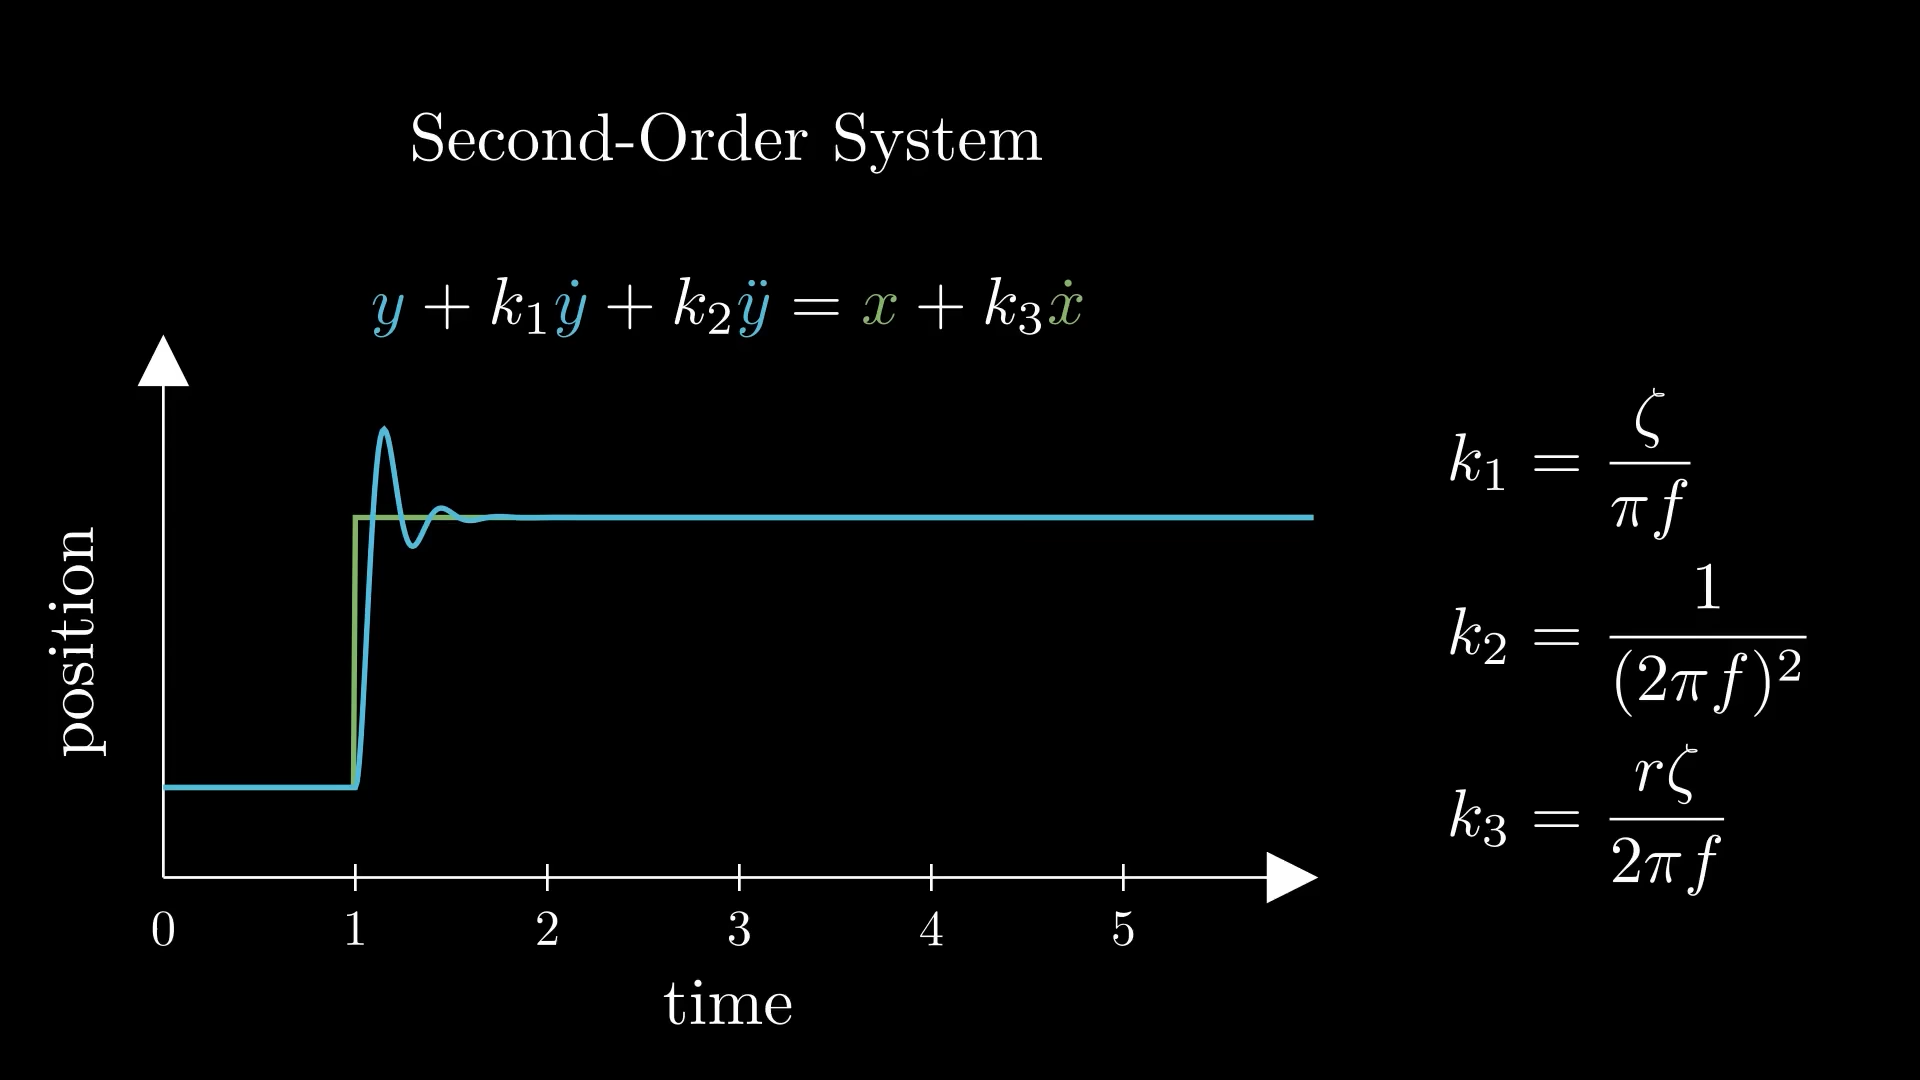 Second-Order System
y + k₁ẏ + k₂ÿ = x + k₃ẋ
k₁ = ζ/(πf)
k₂ = 1/(2πf)²
k₃ = rζ/(2πf)
position
0 1 2 3 4 5
time